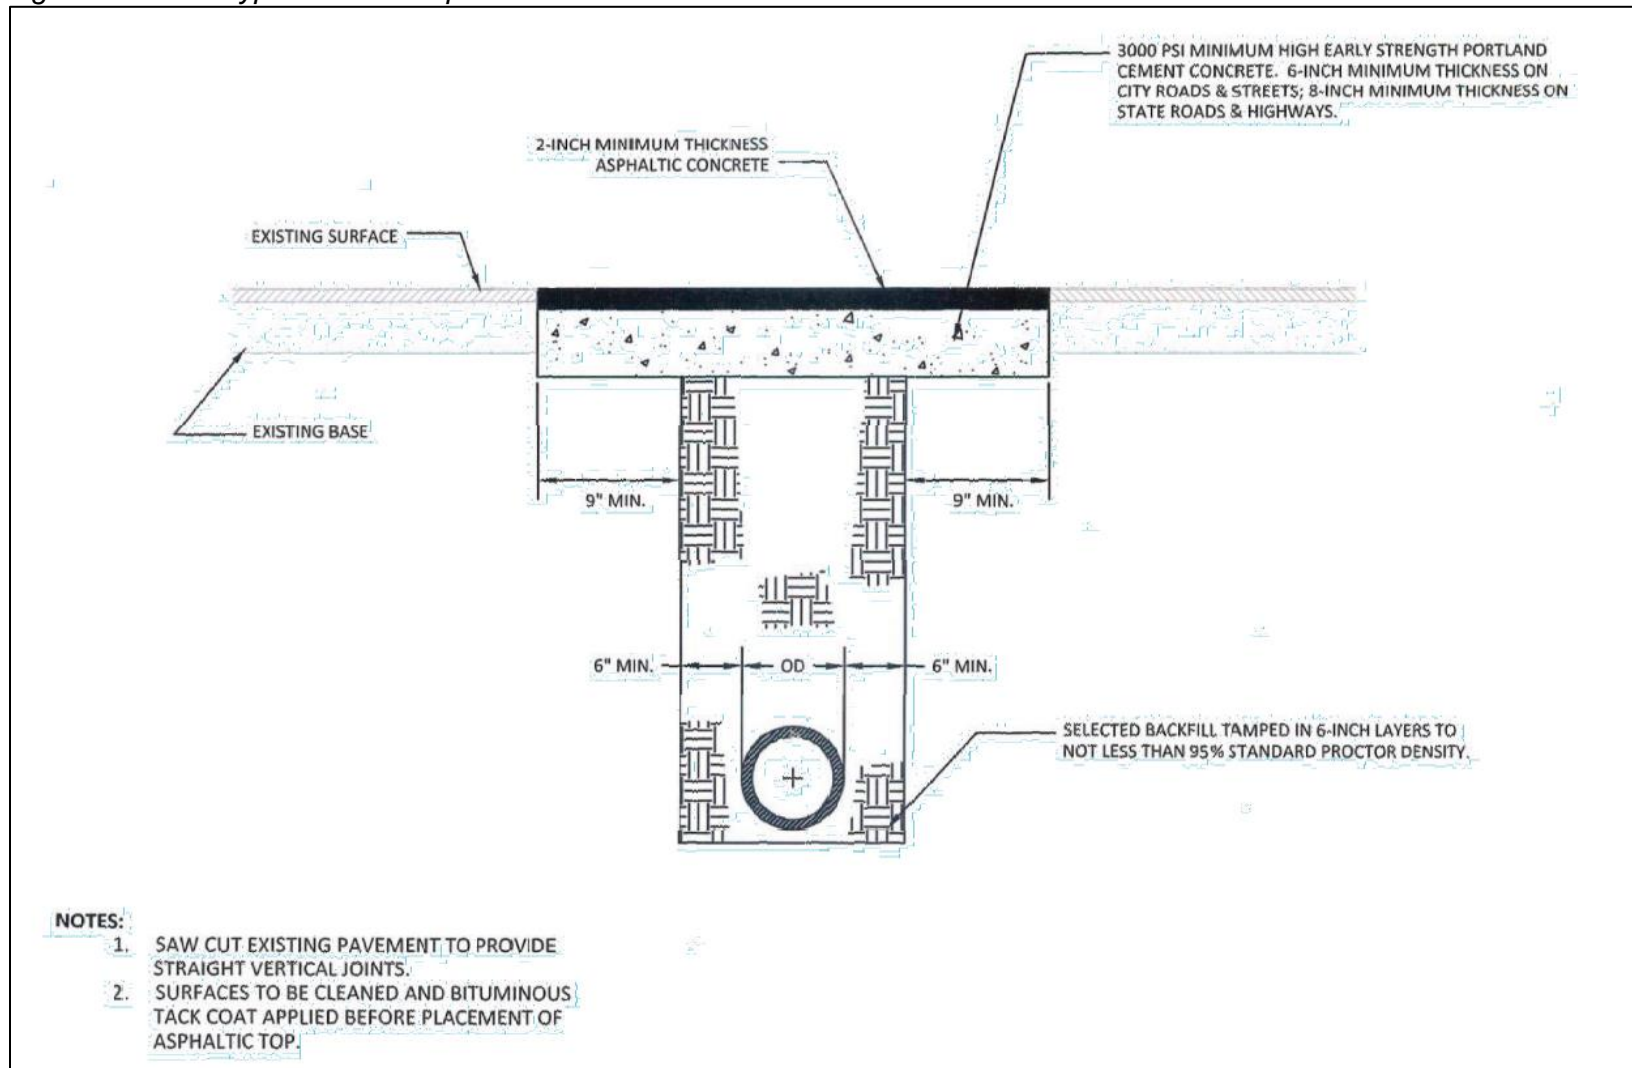 3000 PSI MINIMUM HIGH EARLY STRENGTH PORTLAND
CEMENT CONCRETE. 6-INCH MINIMUM THICKNESS ON
CITY ROADS & STREETS; 8-INCH MINIMUM THICKNESS ON
STATE ROADS & HIGHWAYS.
2-INCH MINIMUM THICKNESS
ASPHALTIC CONCRETE
EXISTING SURFACE
EXISTING BASE
9" MIN.
9" MIN.
6" MIN.
OD
6" MIN.
SELECTED BACKFILL TAMPED IN 6-INCH LAYERS TO
NOT LESS THAN 95% STANDARD PROCTOR DENSITY.
NOTES:
1. SAW CUT EXISTING PAVEMENT TO PROVIDE
STRAIGHT VERTICAL JOINTS.
2. SURFACES TO BE CLEANED AND BITUMINOUS
TACK COAT APPLIED BEFORE PLACEMENT OF
ASPHALTIC TOP.